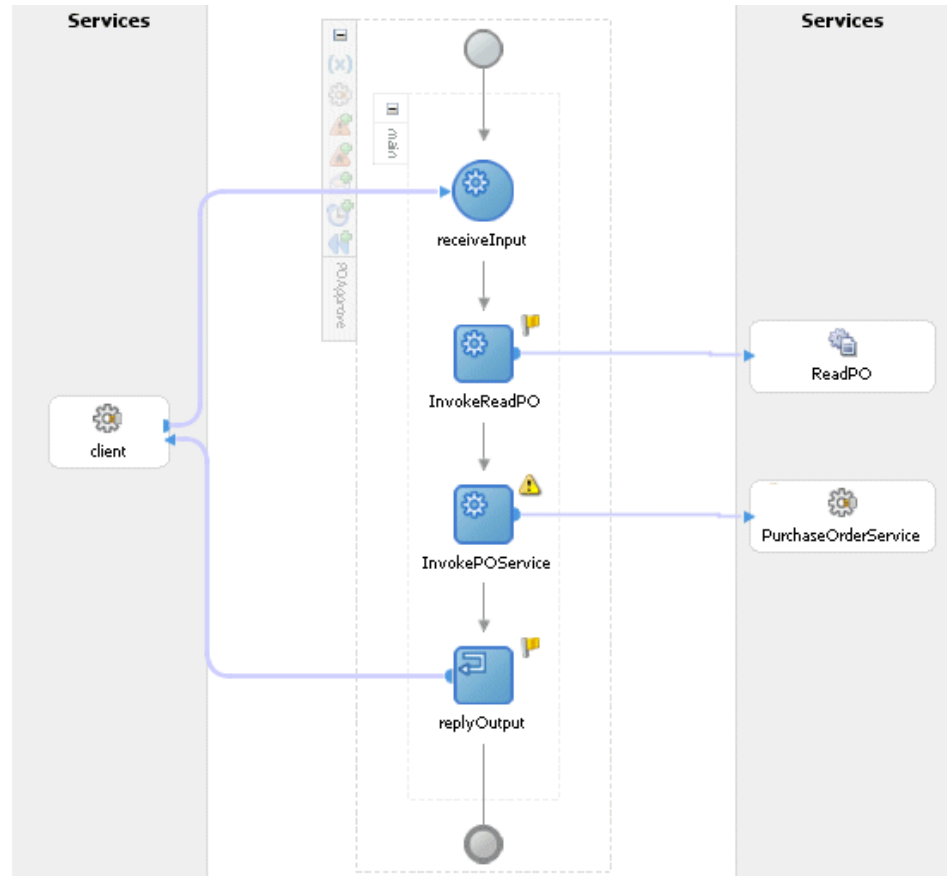 Services
Services
(x)
main
receiveInput
POApprove
InvokeReadPO
ReadPO
client
InvokePOService
PurchaseOrderService
replyOutput